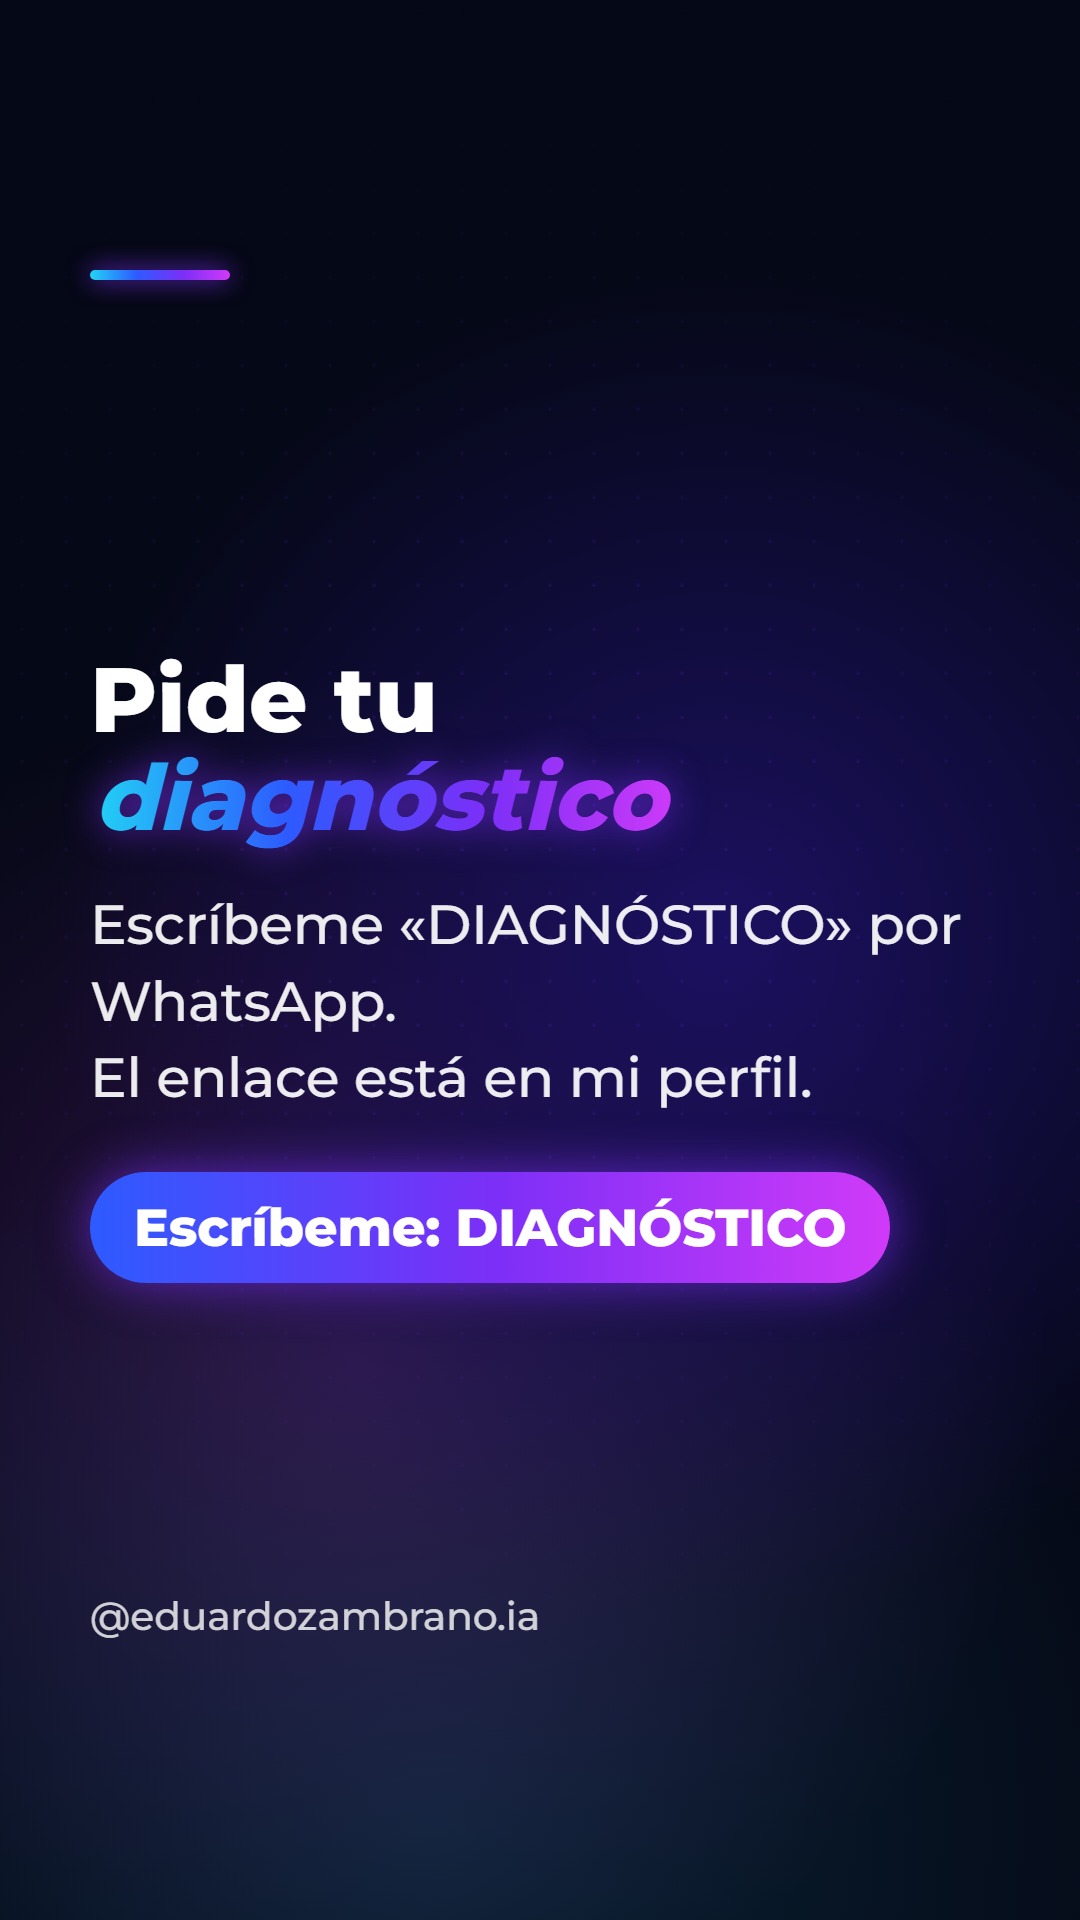 Pide tu
diagnóstico
Escríbeme «DIAGNÓSTICO» por
WhatsApp.
El enlace está en mi perfil.
Escríbeme: DIAGNÓSTICO
@eduardozambrano.ia